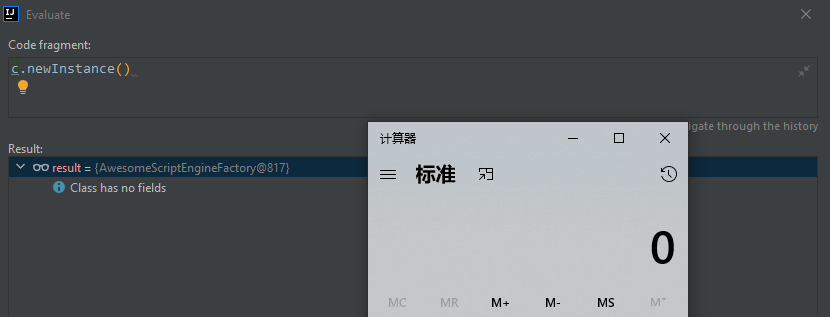 IJ Evaluate
Code fragment:
c.newInstance()
igate through the history
Result:
result = {AwesomeScriptEngineFactory@817}
Class has no fields
计算器
标准
0
MC MR M+ M- MS M˅